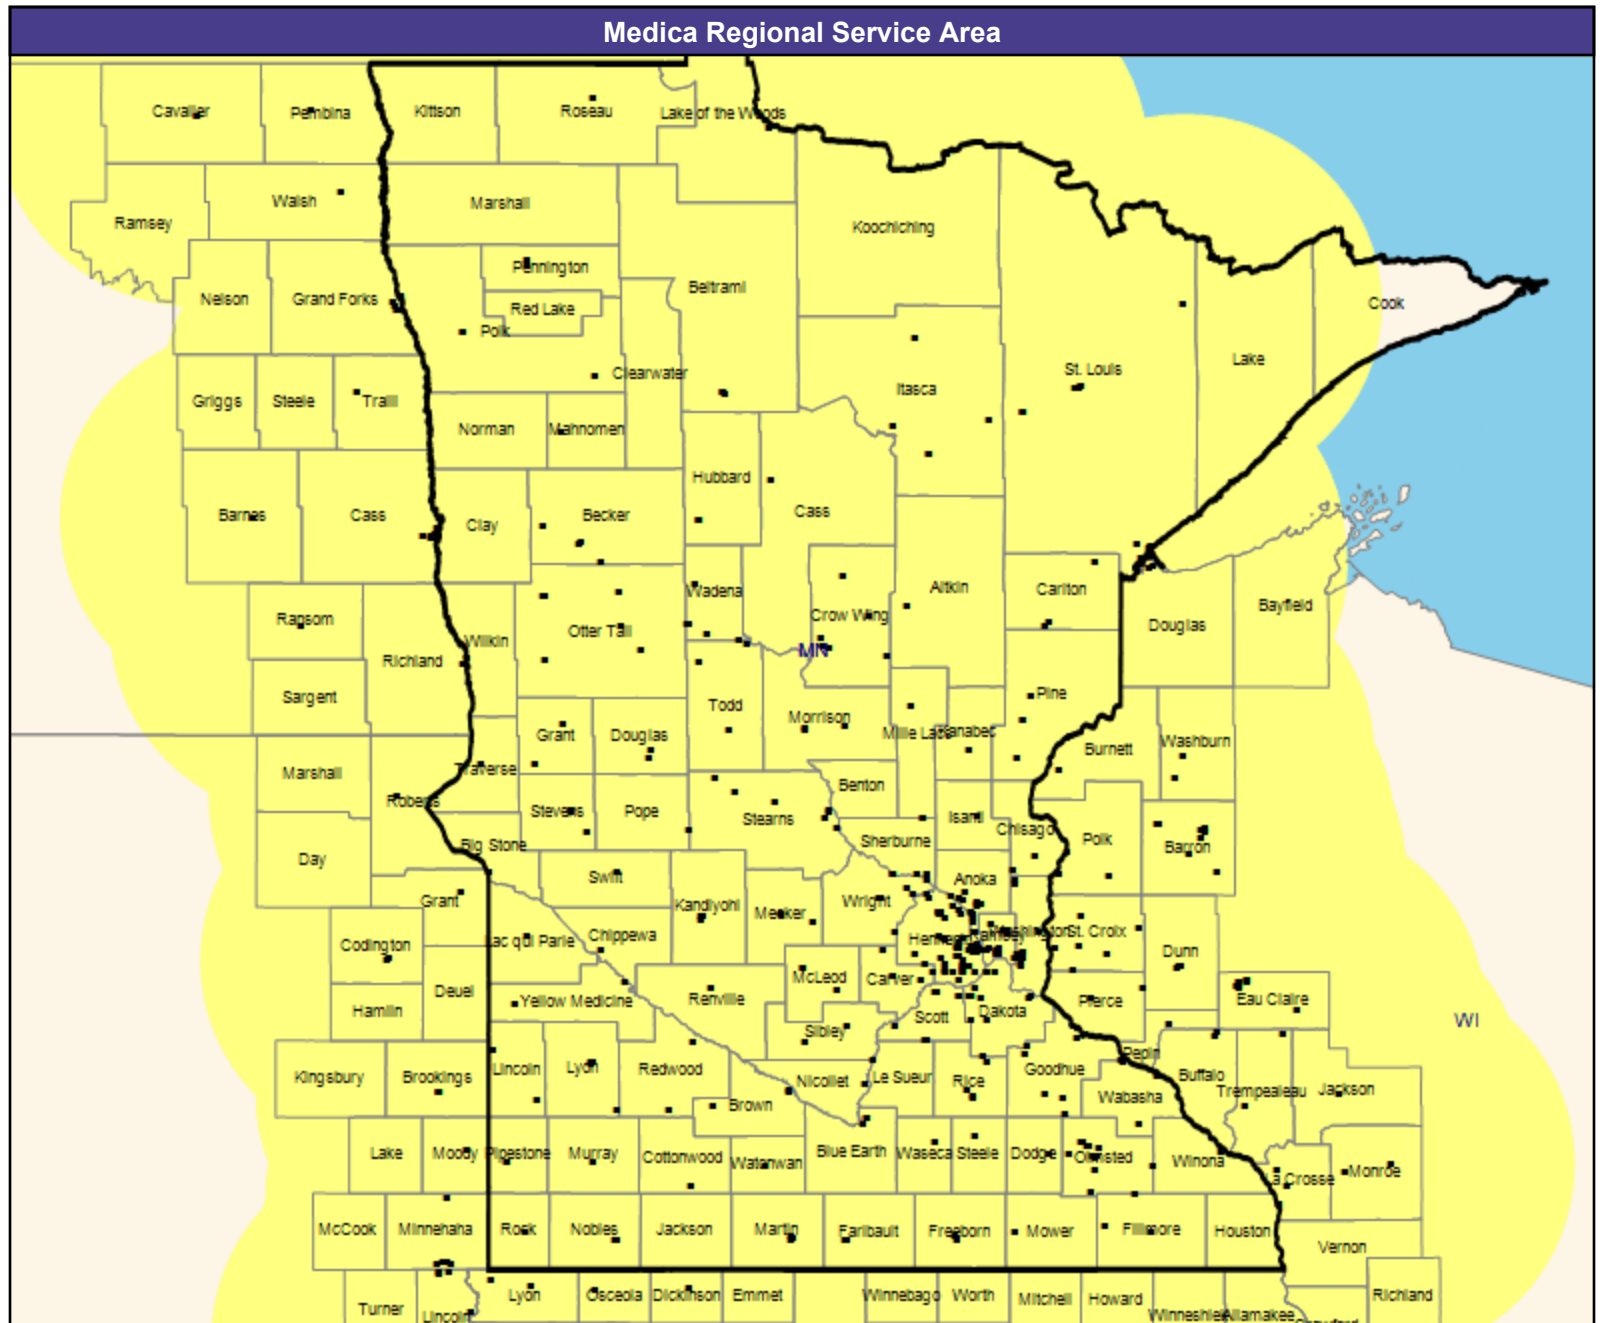 Medica Regional Service Area
Cavalier
Pembina
Kittson
Roseau
Lake of the Woods
Ramsey
Walsh
Marshall
Koochiching
Pennington
Nelson
Grand Forks
Red Lake
Beltrami
Cook
Polk
Griggs
Steele
Traill
Clearwater
Itasca
St. Louis
Lake
Norman
Mahnomen
Hubbard
Barnes
Cass
Clay
Becker
Cass
Ransom
Wadena
Crow Wing
Aitkin
Carlton
Bayfield
Richland
Wilkin
Otter Tail
MN
Douglas
Sargent
Todd
Morrison
Pine
Grant
Douglas
Mille Lacs
Kanabec
Burnett
Washburn
Marshall
Traverse
Roberts
Stevens
Pope
Stearns
Benton
Isanti
Chisago
Day
Big Stone
Sherburne
Polk
Barron
Grant
Swift
Kandiyohi
Meeker
Wright
Anoka
Codington
Lac qui Parle
Chippewa
Hennepin
Ramsey
Washington
St. Croix
Dunn
Hamlin
Deuel
Yellow Medicine
Renville
McLeod
Carver
Scott
Dakota
Pierce
Eau Claire
WI
Sibley
Kingsbury
Brookings
Lincoln
Lyon
Redwood
Nicollet
Le Sueur
Rice
Goodhue
Pepin
Buffalo
Trempealeau
Jackson
Brown
Wabasha
Lake
Moody
Pipestone
Murray
Cottonwood
Watonwan
Blue Earth
Waseca
Steele
Dodge
Olmsted
Winona
La Crosse
Monroe
McCook
Minnehaha
Rock
Nobles
Jackson
Martin
Faribault
Freeborn
Mower
Fillmore
Houston
Vernon
Turner
Lincoln
Lyon
Osceola
Dickinson
Emmet
Winnebago
Worth
Mitchell
Howard
Winneshiek
Allamakee
Crawford
Richland